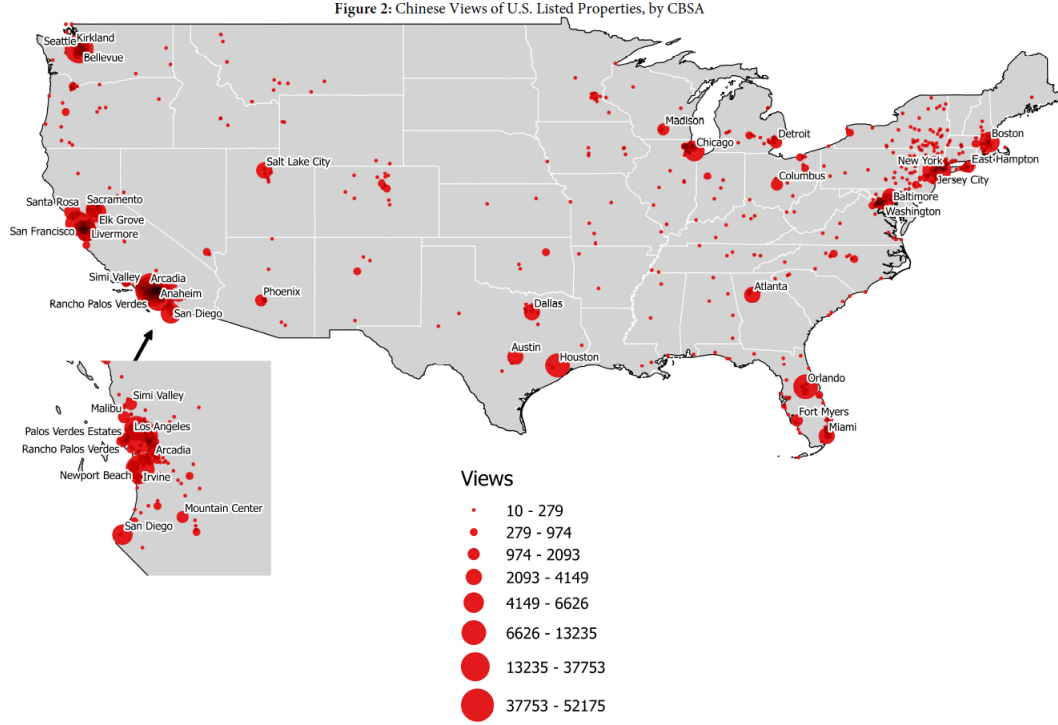 Figure 2: Chinese Views of U.S. Listed Properties, by CBSA
Seattle
Kirkland
Bellevue
Madison
Chicago
Detroit
Boston
East Hampton
New York
Jersey City
Salt Lake City
Columbus
Baltimore
Washington
Santa Rosa
Sacramento
Elk Grove
San Francisco
Livermore
Simi Valley
Arcadia
Anaheim
Rancho Palos Verdes
San Diego
Phoenix
Atlanta
Dallas
Austin
Houston
Orlando
Fort Myers
Miami
Simi Valley
Malibu
Los Angeles
Palos Verdes Estates
Rancho Palos Verdes
Arcadia
Newport Beach
Irvine
Mountain Center
San Diego
Views
10 - 279
279 - 974
974 - 2093
2093 - 4149
4149 - 6626
6626 - 13235
13235 - 37753
37753 - 52175